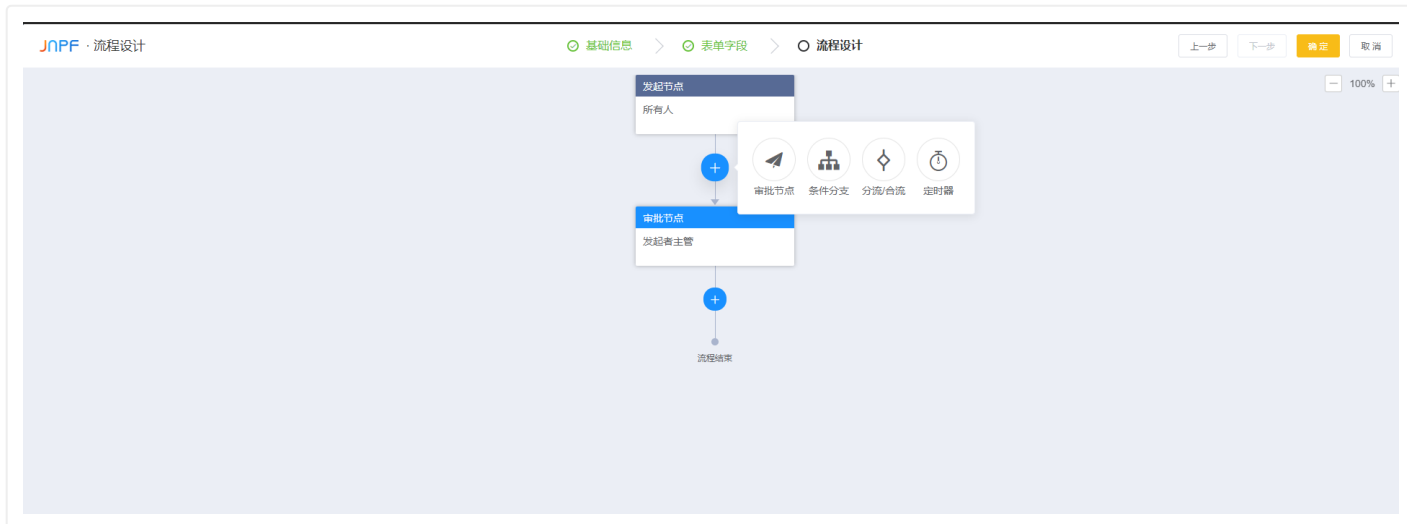 JNPF · 流程设计
基础信息
表单字段
流程设计
上一步
下一步
确定
取消
100%
发起节点
所有人
审批节点
条件分支
分流/合流
定时器
审批节点
发起者主管
流程结束